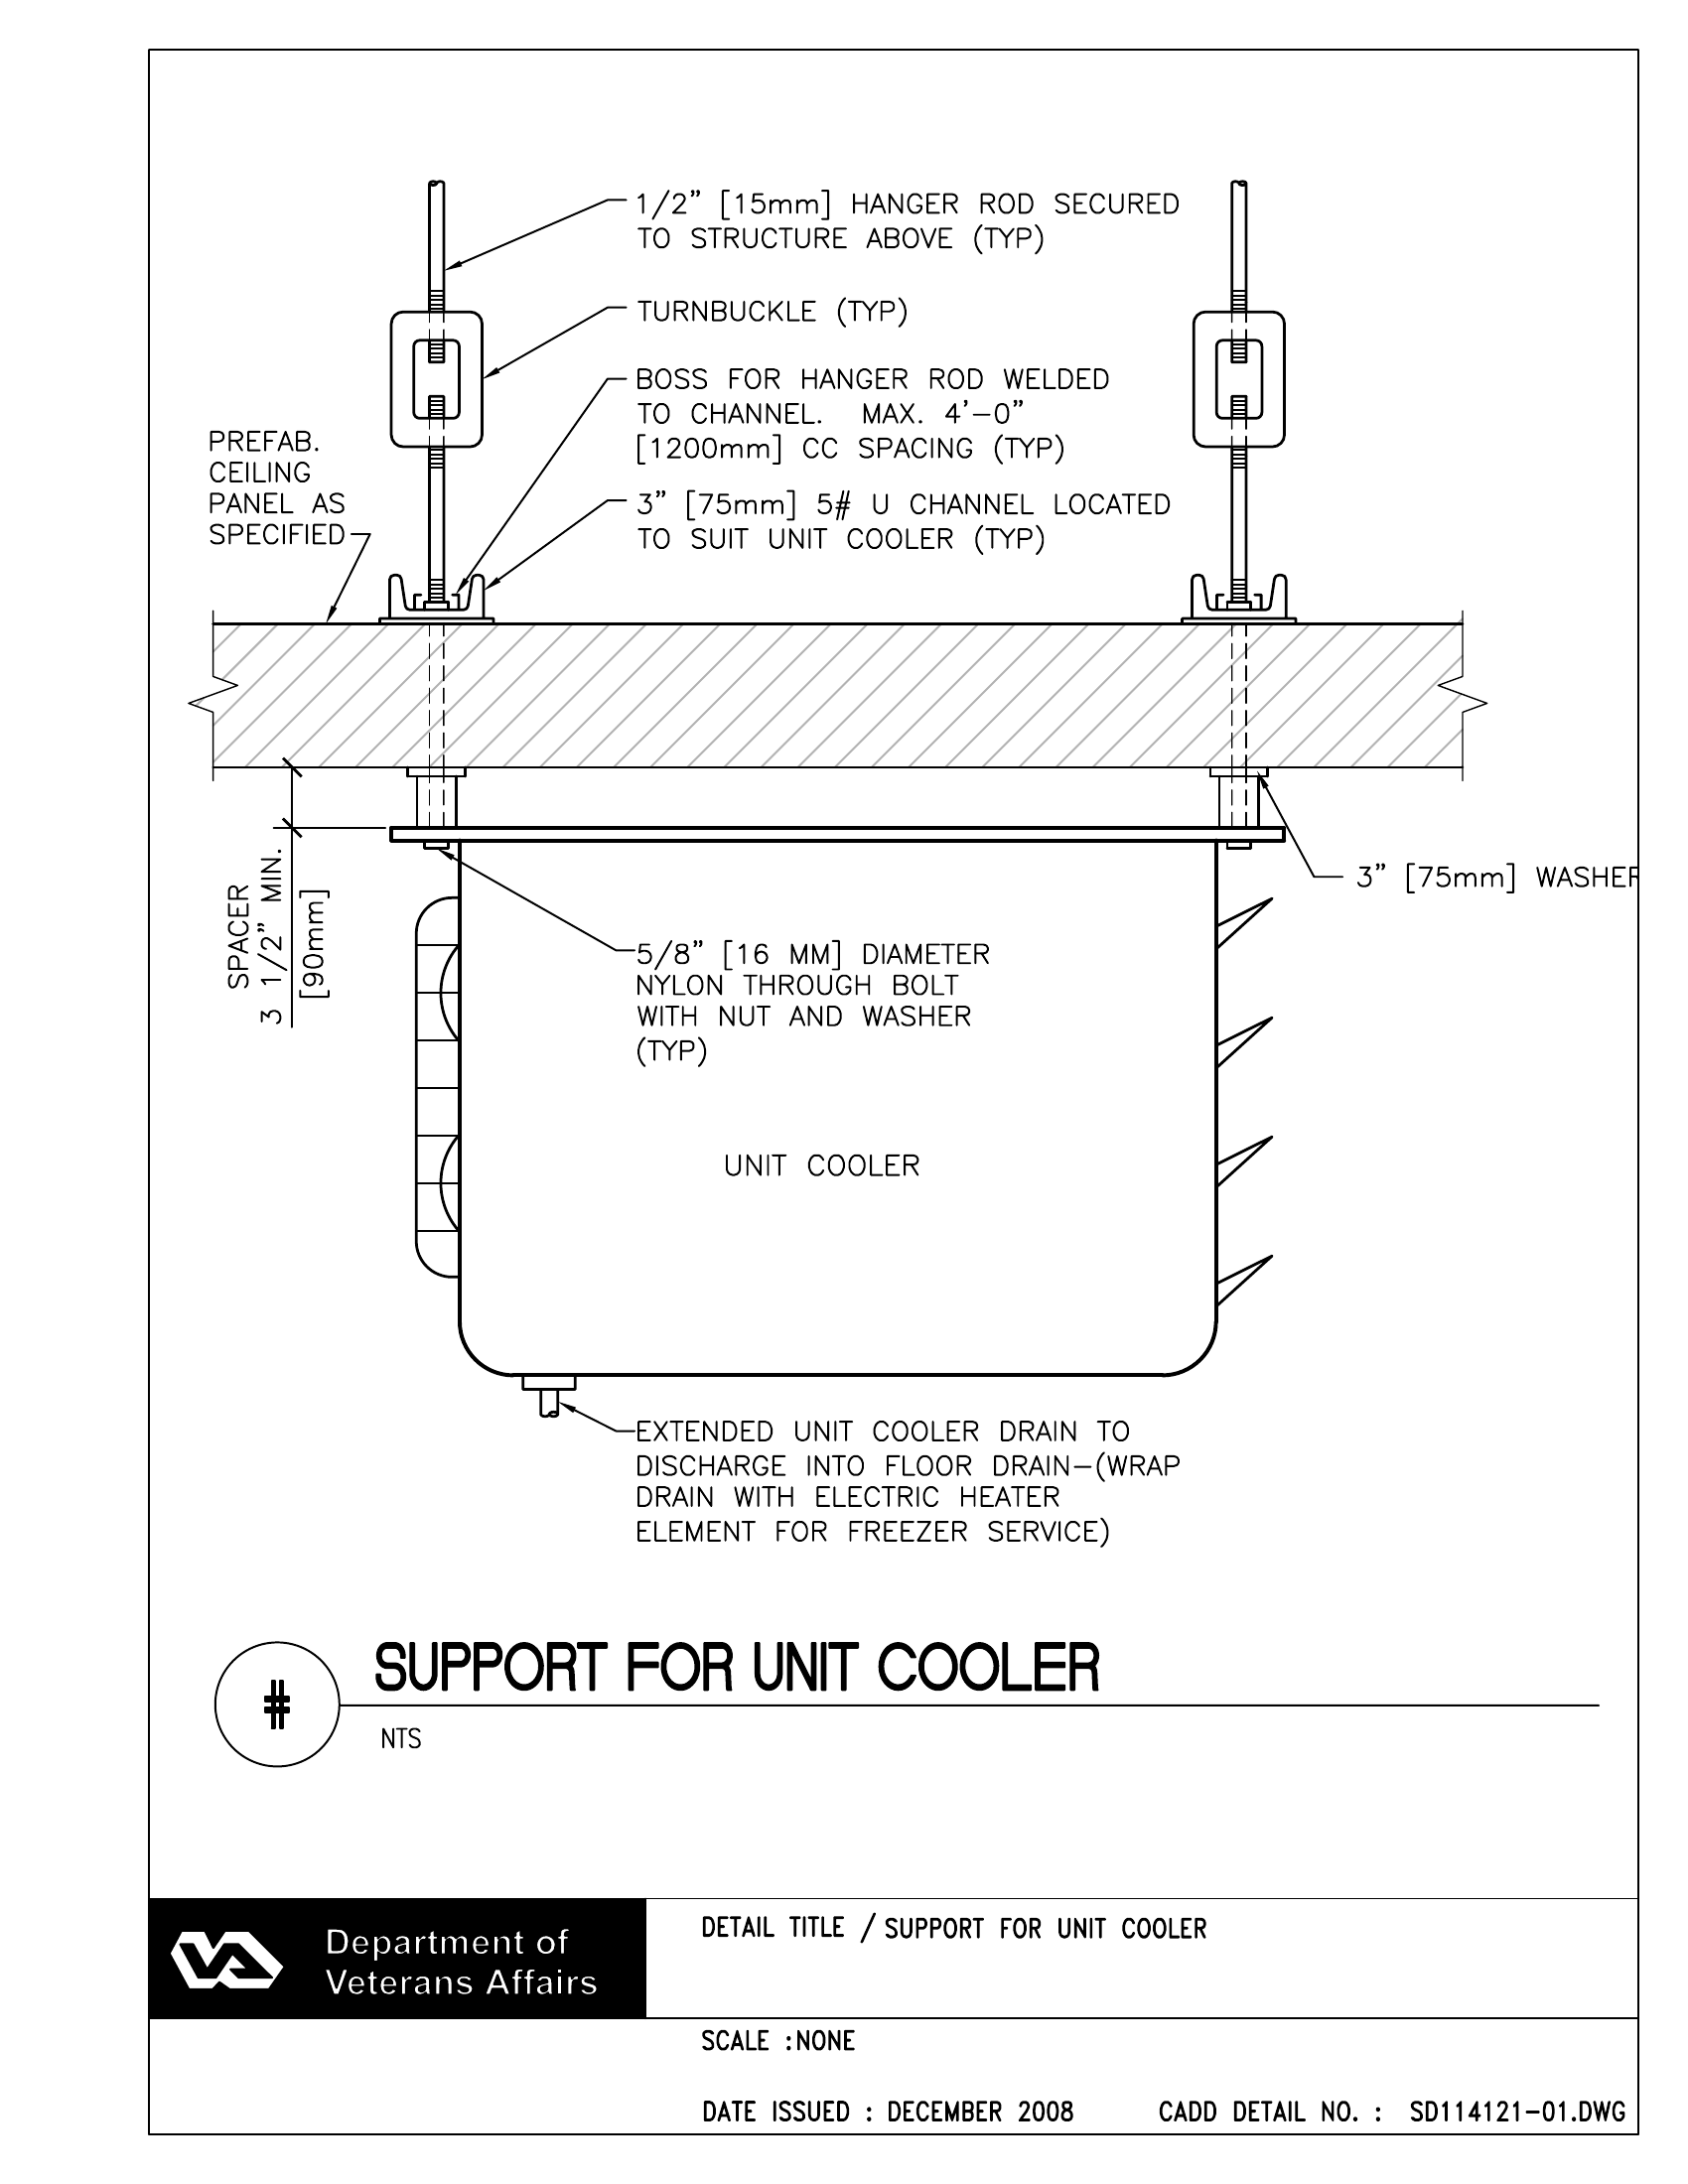 1/2" [15mm] HANGER ROD SECURED
TO STRUCTURE ABOVE (TYP)
TURNBUCKLE (TYP)
BOSS FOR HANGER ROD WELDED
TO CHANNEL. MAX. 4'-0"
[1200mm] CC SPACING (TYP)
PREFAB.
CEILING
PANEL AS
SPECIFIED
3" [75mm] 5# U CHANNEL LOCATED
TO SUIT UNIT COOLER (TYP)
SPACER
3 1/2" MIN.
[90mm]
3" [75mm] WASHER
5/8" [16 MM] DIAMETER
NYLON THROUGH BOLT
WITH NUT AND WASHER
(TYP)
UNIT COOLER
EXTENDED UNIT COOLER DRAIN TO
DISCHARGE INTO FLOOR DRAIN-(WRAP
DRAIN WITH ELECTRIC HEATER
ELEMENT FOR FREEZER SERVICE)
#
SUPPORT FOR UNIT COOLER
NTS
VA
Department of
Veterans Affairs
DETAIL TITLE / SUPPORT FOR UNIT COOLER
SCALE :NONE
DATE ISSUED : DECEMBER 2008 CADD DETAIL NO. : SD114121-01.DWG